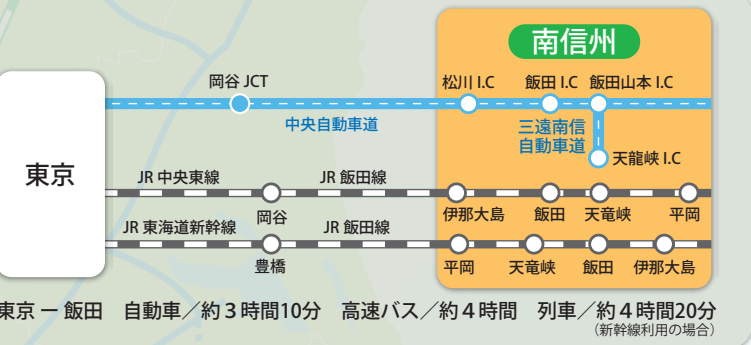 南信州
岡谷 JCT
松川 I.C
飯田 I.C
飯田山本 I.C
中央自動車道
三遠南信
自動車道
天龍峡 I.C
東京
JR 中央東線
JR 飯田線
岡谷
伊那大島
飯田
天竜峡
平岡
JR 東海道新幹線
JR 飯田線
豊橋
平岡
天竜峡
飯田
伊那大島
東京 ー 飯田 自動車／約3時間10分 高速バス／約4時間 列車／約4時間20分
（新幹線利用の場合）